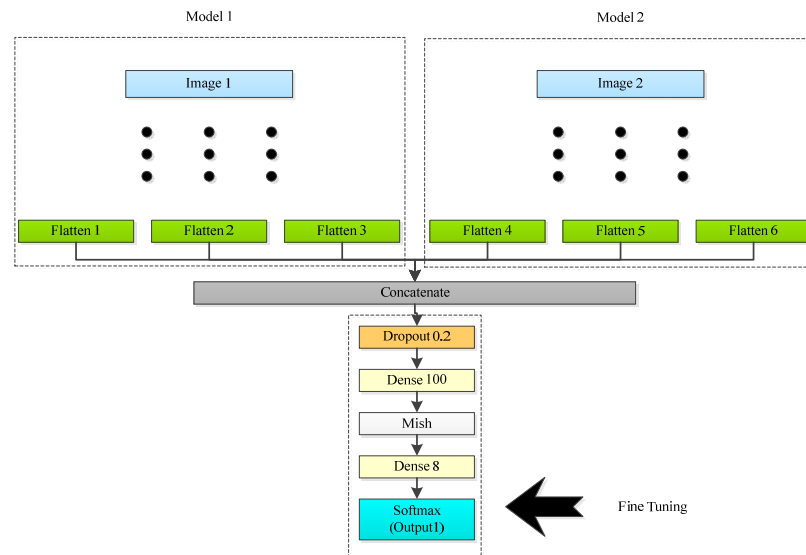 Model 1
Model 2
Image 1
Image 2
Flatten 1
Flatten 2
Flatten 3
Flatten 4
Flatten 5
Flatten 6
Concatenate
Dropout 0.2
Dense 100
Mish
Dense 8
Softmax
(Output1)
Fine Tuning